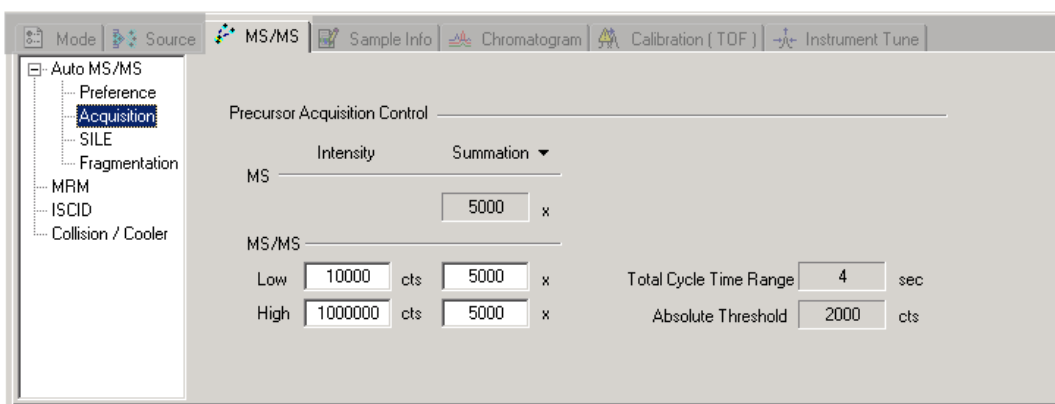 Mode Source MS/MS Sample Info Chromatogram Calibration ( TOF ) Instrument Tune
Auto MS/MS
Preference
Acquisition
SILE
Fragmentation
MRM
ISCID
Collision / Cooler
Precursor Acquisition Control
Intensity Summation
MS
5000 x
MS/MS
Low 10000 cts 5000 x Total Cycle Time Range 4 sec
High 1000000 cts 5000 x Absolute Threshold 2000 cts